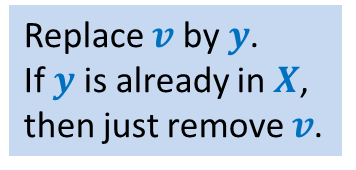 Replace v by y.
If y is already in X,
then just remove v.